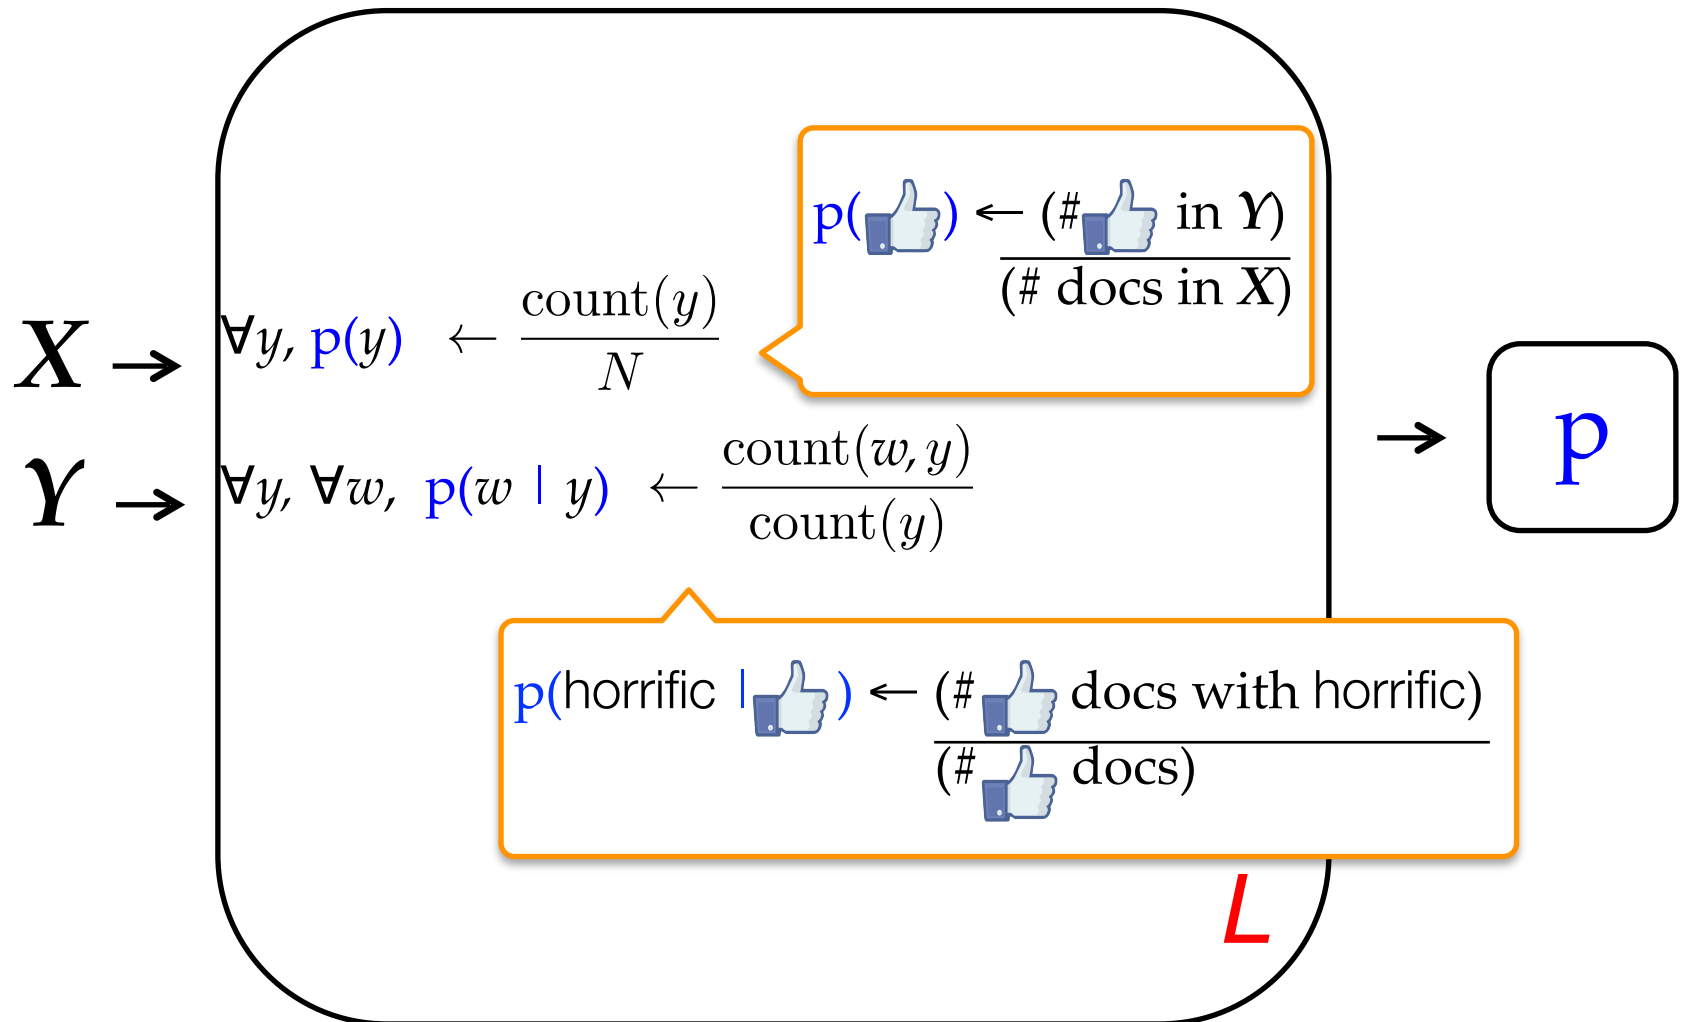 p(👍) ← (#👍 in Y)
(# docs in X)
X → ∀y, p(y) ← count(y)
N
Y → ∀y, ∀w, p(w | y) ← count(w, y)
count(y)
→ p
p(horrific |👍) ← (#👍 docs with horrific)
(#👍 docs)
L